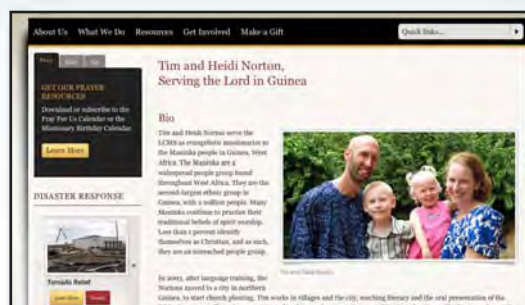 About Us What We Do Resources Get Involved Make a Gift
Quick links...
Pray
GET OUR PRAYER
RESOURCES
Download or subscribe to the
Pray For Us Calendar or the
Missionary Birthday Calendar.
Learn More
DISASTER RESPONSE
Tornado Relief
Tim and Heidi Norton,
Serving the Lord in Guinea
Bio
Tim and Heidi Norton serve the
LCMS as evangelistic missionaries to
the Maninka people in Guinea, West
Africa. The Maninka are a
widespread people group found
throughout West Africa. They are the
second-largest ethnic group in
Guinea, with 2 million people. Many
Maninka continue to practice their
traditional beliefs of spirit worship.
Less than 1 percent identify
themselves as Christian, and as such,
they are an unreached people group.
Tim and Heidi Norton
In 2003, after language training, the
Nortons moved to a city in northern
Guinea, to start church planting. Tim works in villages and the city, teaching literacy and the oral presentation of the